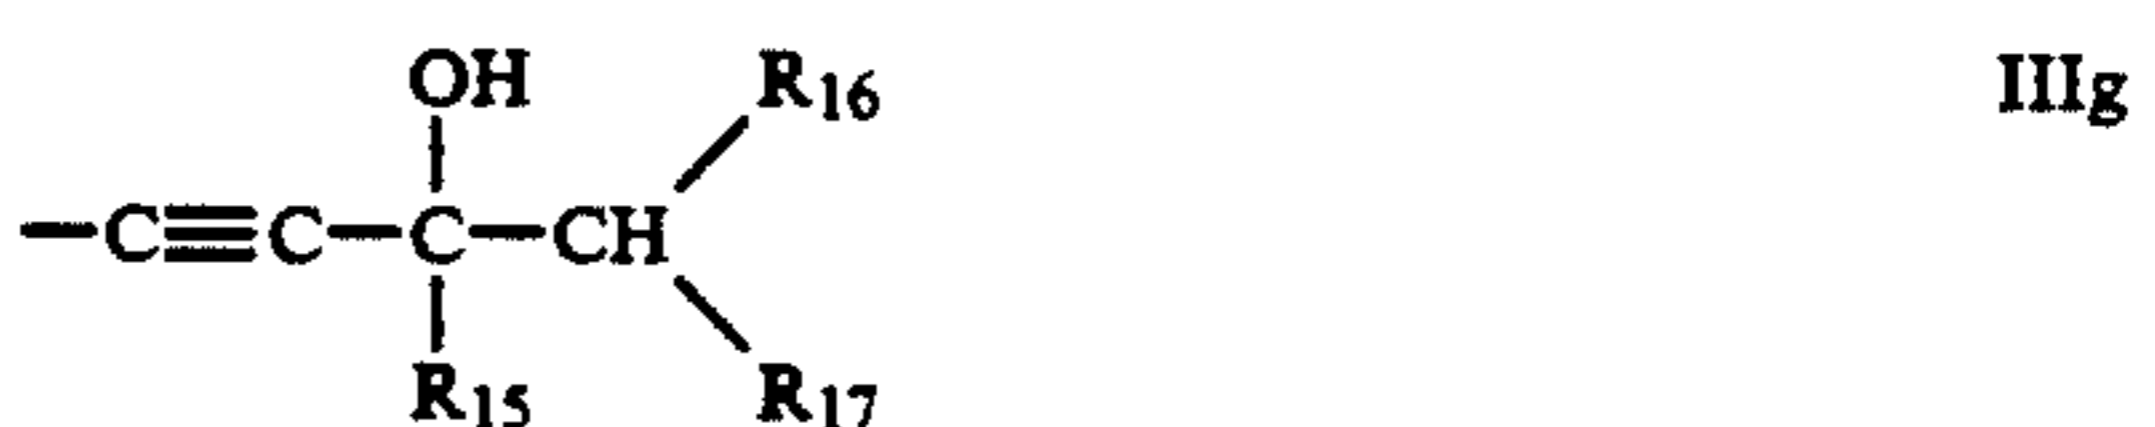 OH R₁₆ IIIg
—C≡C—C—CH
R₁₅ R₁₇